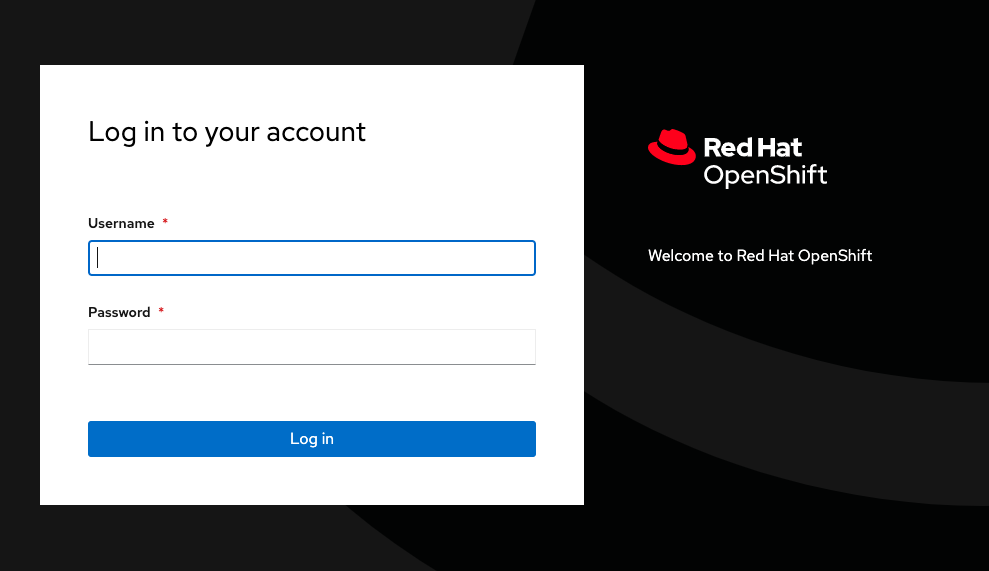 Log in to your account
Username *
Password *
Log in
Red Hat
OpenShift
Welcome to Red Hat OpenShift